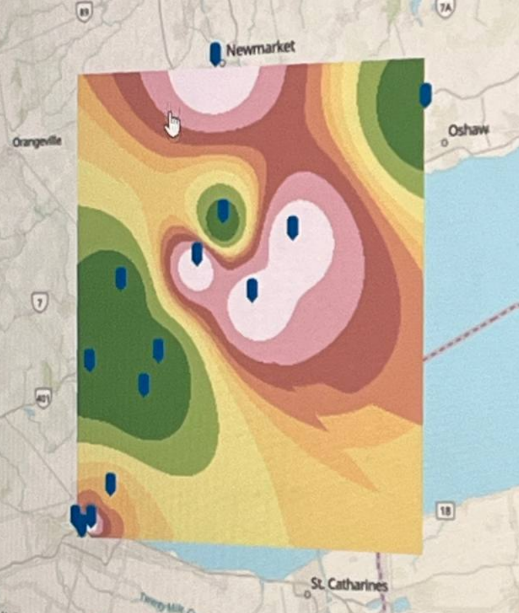 89
7A
Newmarket
Orangeville
Oshaw
7
401
18
St. Catharines